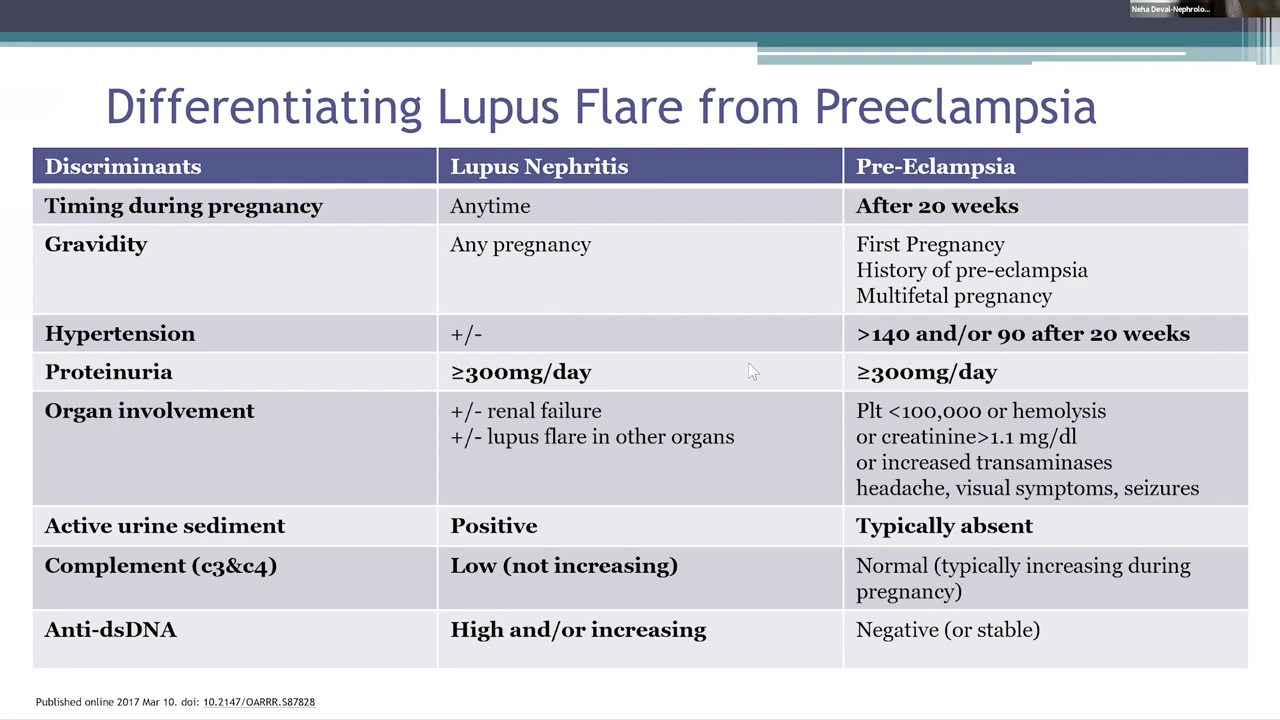 Neha Deval-Nephrolo...
Differentiating Lupus Flare from Preeclampsia
Discriminants Lupus Nephritis Pre-Eclampsia
Timing during pregnancy Anytime After 20 weeks
Gravidity Any pregnancy First Pregnancy
History of pre-eclampsia
Multifetal pregnancy
Hypertension +/- >140 and/or 90 after 20 weeks
Proteinuria ≥300mg/day ≥300mg/day
Organ involvement +/- renal failure Plt <100,000 or hemolysis
+/- lupus flare in other organs or creatinine>1.1 mg/dl
or increased transaminases
headache, visual symptoms, seizures
Active urine sediment Positive Typically absent
Complement (c3&c4) Low (not increasing) Normal (typically increasing during
pregnancy)
Anti-dsDNA High and/or increasing Negative (or stable)
Published online 2017 Mar 10. doi: 10.2147/OARRR.S87828